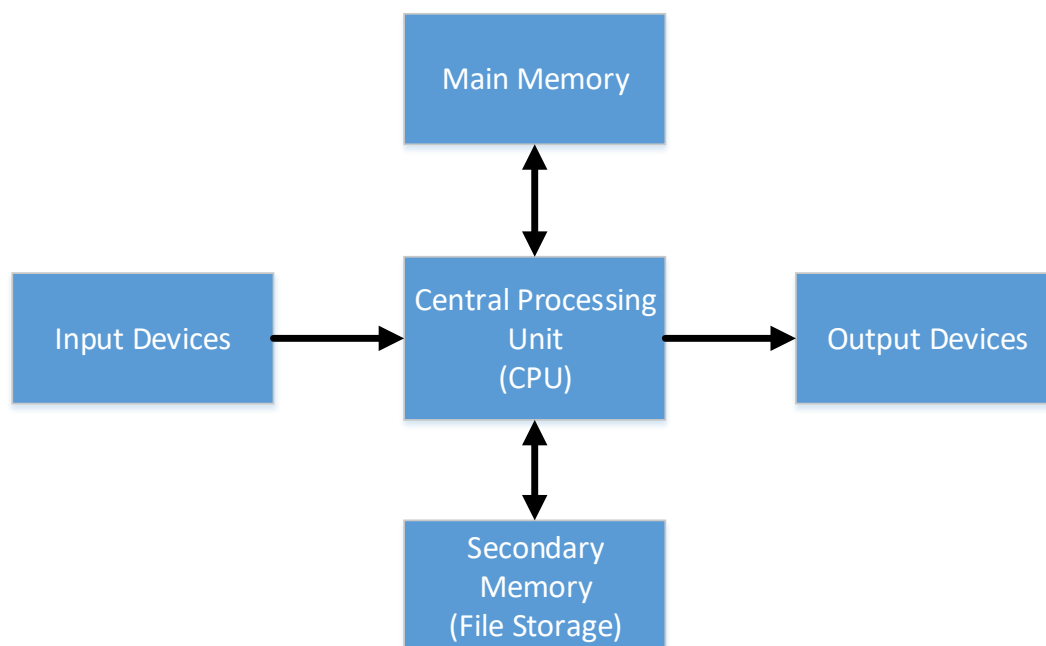 Main Memory
Input Devices
Central Processing
Unit
(CPU)
Output Devices
Secondary
Memory
(File Storage)